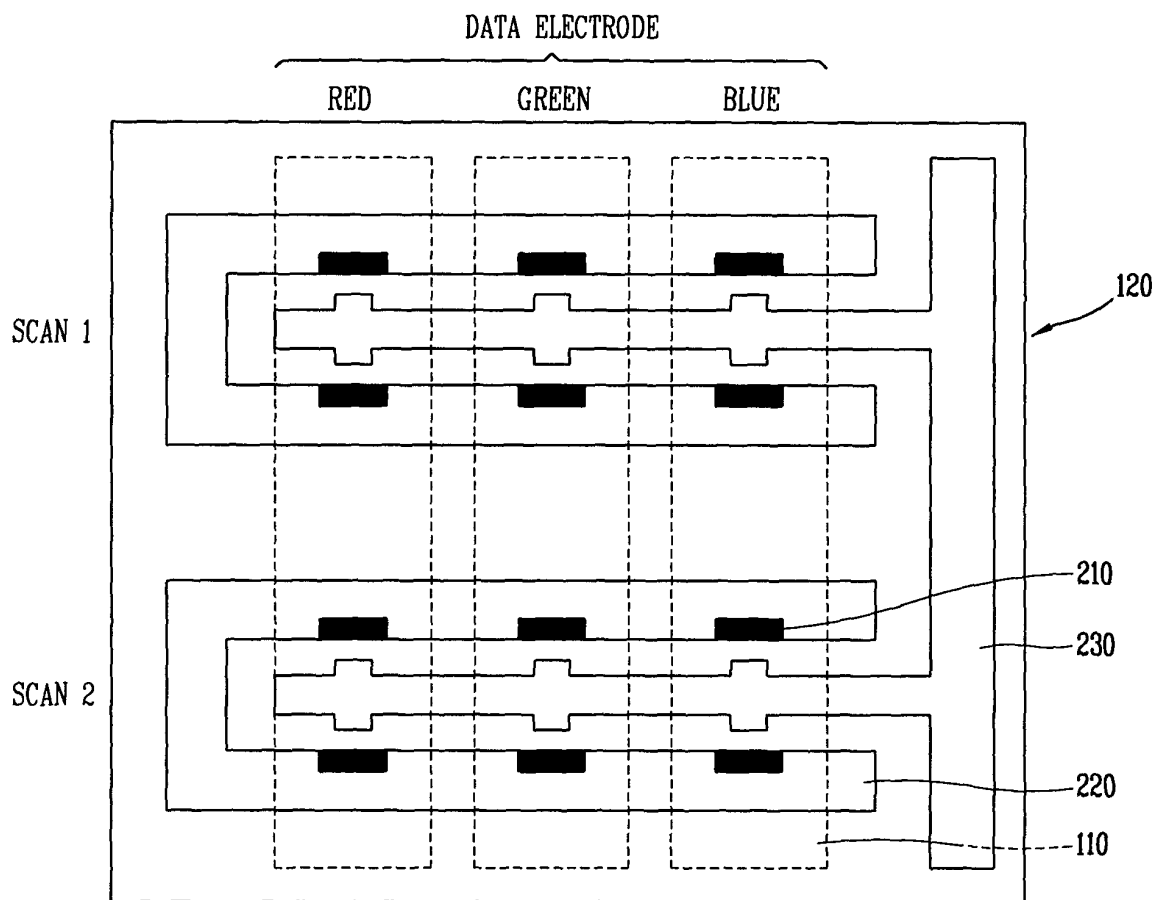 DATA ELECTRODE
RED GREEN BLUE
120
SCAN 1
210
230
SCAN 2
220
110